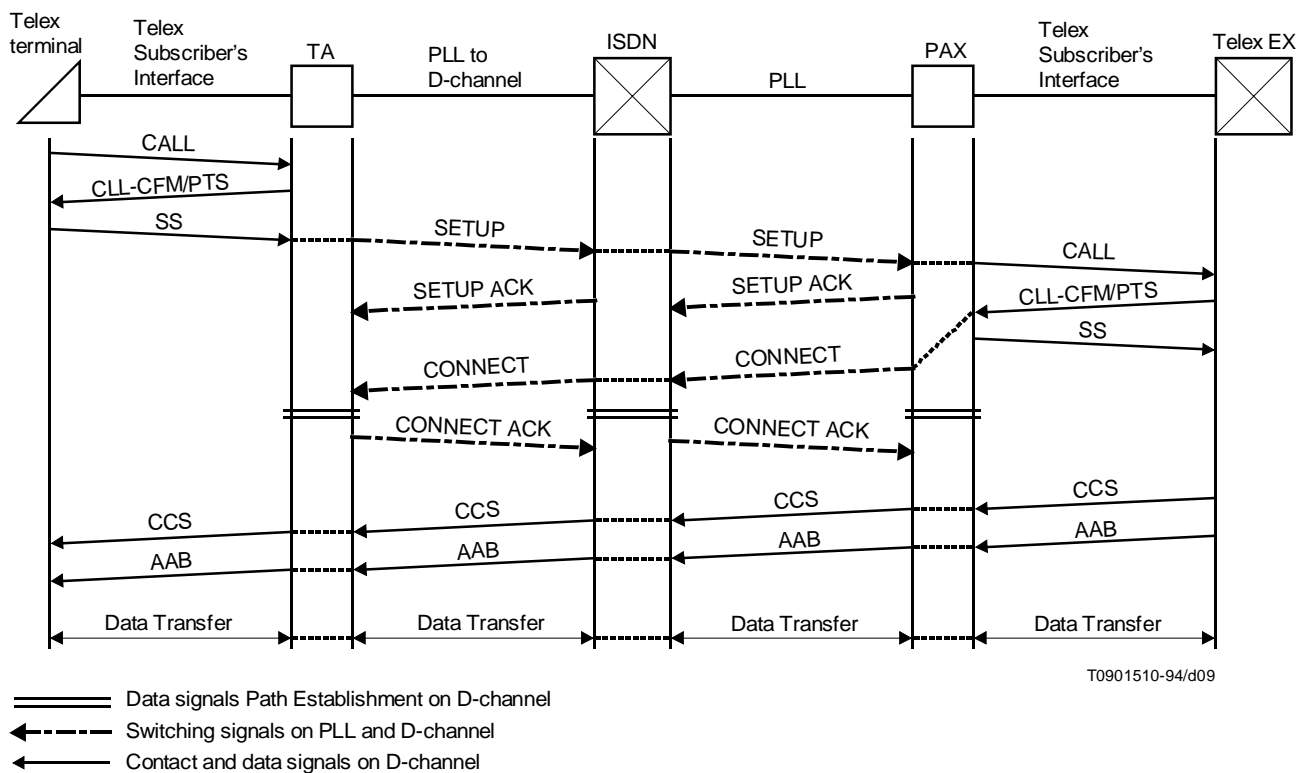 Telex
terminal
Telex
Subscriber's
Interface
TA
PLL to
D-channel
ISDN
PLL
PAX
Telex
Subscriber's
Interface
Telex EX
CALL
CLL-CFM/PTS
SS
SETUP
SETUP
CALL
SETUP ACK
SETUP ACK
CLL-CFM/PTS
SS
CONNECT
CONNECT
CONNECT ACK
CONNECT ACK
CCS
CCS
CCS
CCS
AAB
AAB
AAB
AAB
Data Transfer
Data Transfer
Data Transfer
Data Transfer
T0901510-94/d09
Data signals Path Establishment on D-channel
Switching signals on PLL and D-channel
Contact and data signals on D-channel